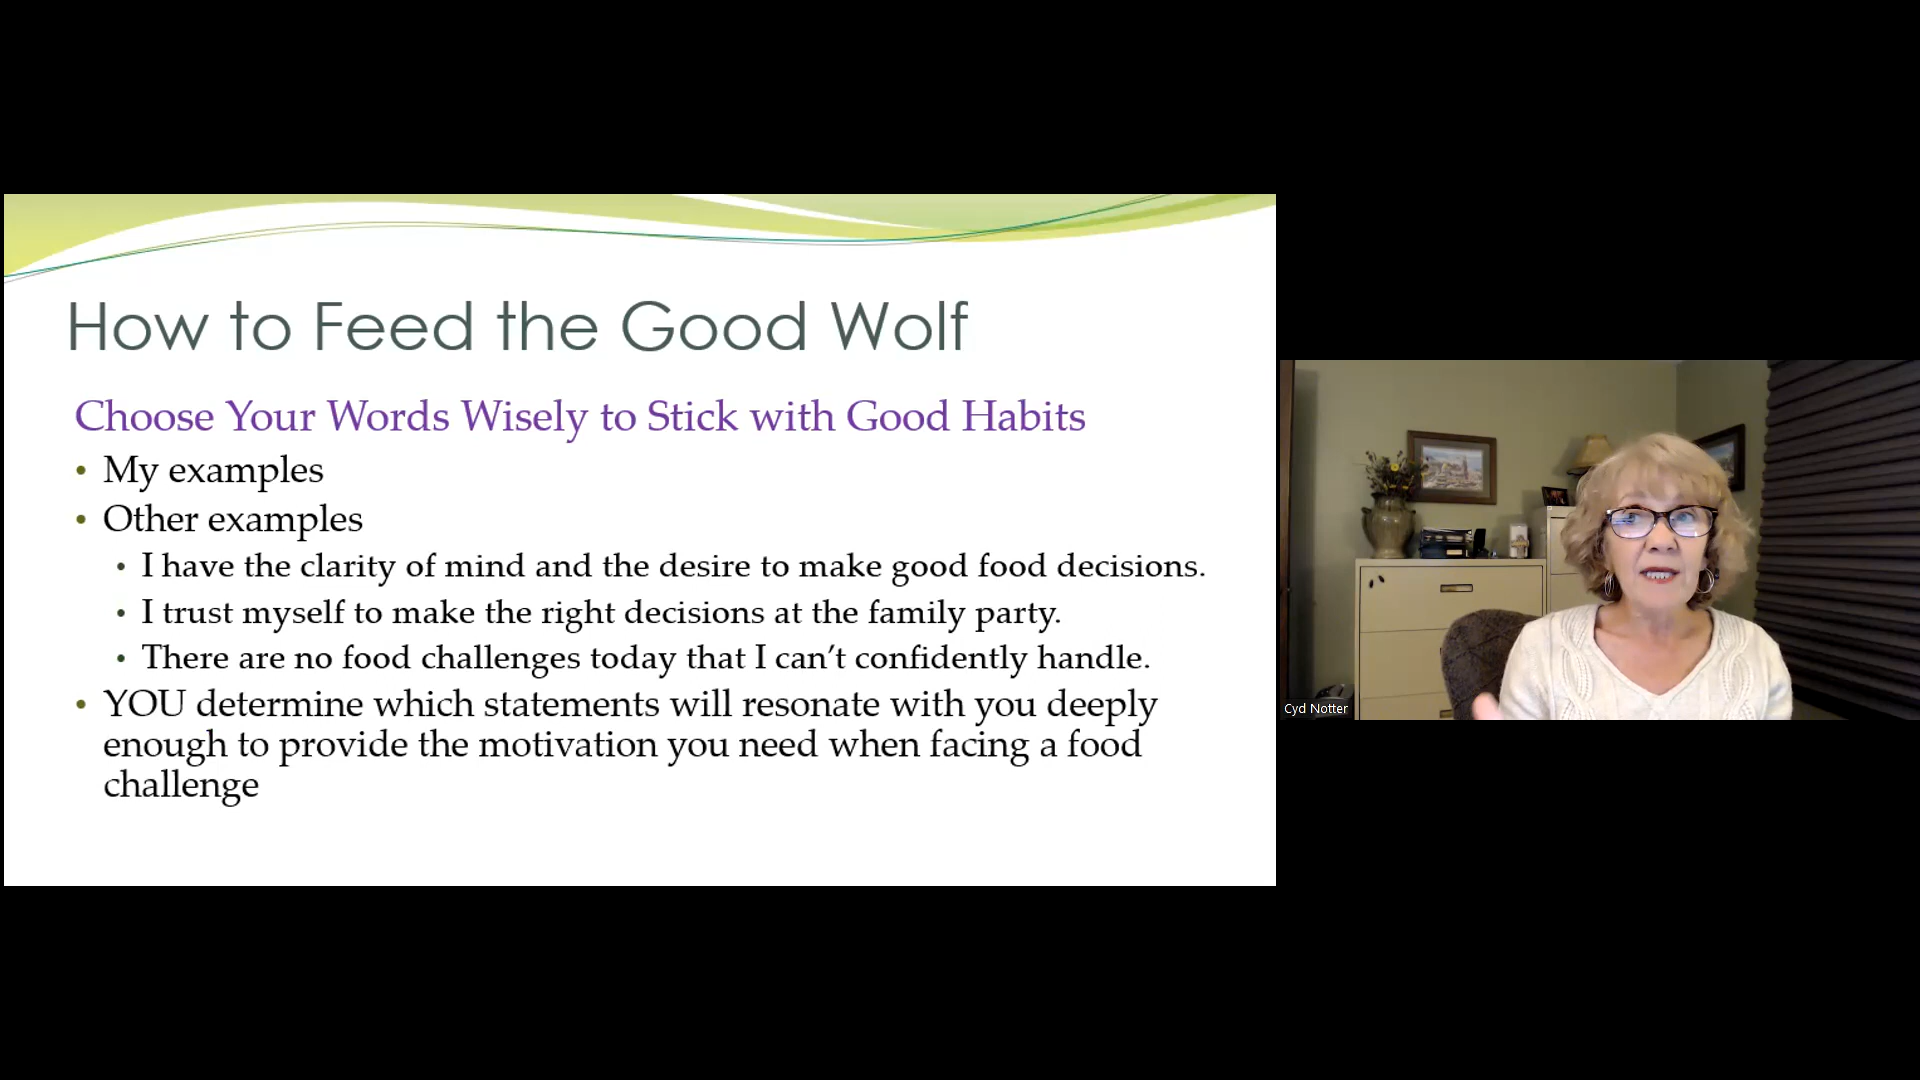 How to Feed the Good Wolf
Choose Your Words Wisely to Stick with Good Habits
• My examples
• Other examples
• I have the clarity of mind and the desire to make good food decisions.
• I trust myself to make the right decisions at the family party.
• There are no food challenges today that I can’t confidently handle.
• YOU determine which statements will resonate with you deeply
enough to provide the motivation you need when facing a food
challenge
Cyd Notter